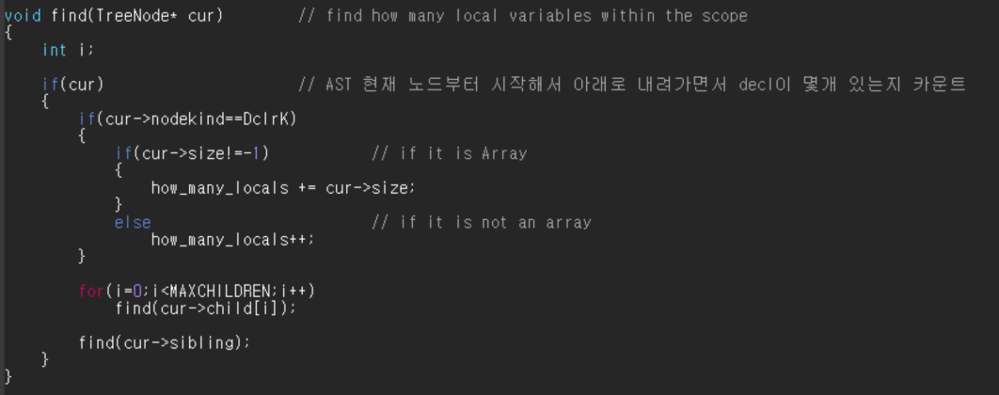 void find(TreeNode* cur)        // find how many local variables within the scope
{
    int i;
    if(cur)                     // AST 현재 노드부터 시작해서 아래로 내려가면서 decl이 몇개 있는지 카운트
    {
        if(cur->nodekind==DclrK)
        {
            if(cur->size!=-1)           // if it is Array
            {
                how_many_locals += cur->size;
            }
            else                        // if it is not an array
                how_many_locals++;
        }
        for(i=0;i<MAXCHILDREN;i++)
            find(cur->child[i]);
        find(cur->sibling);
    }
}